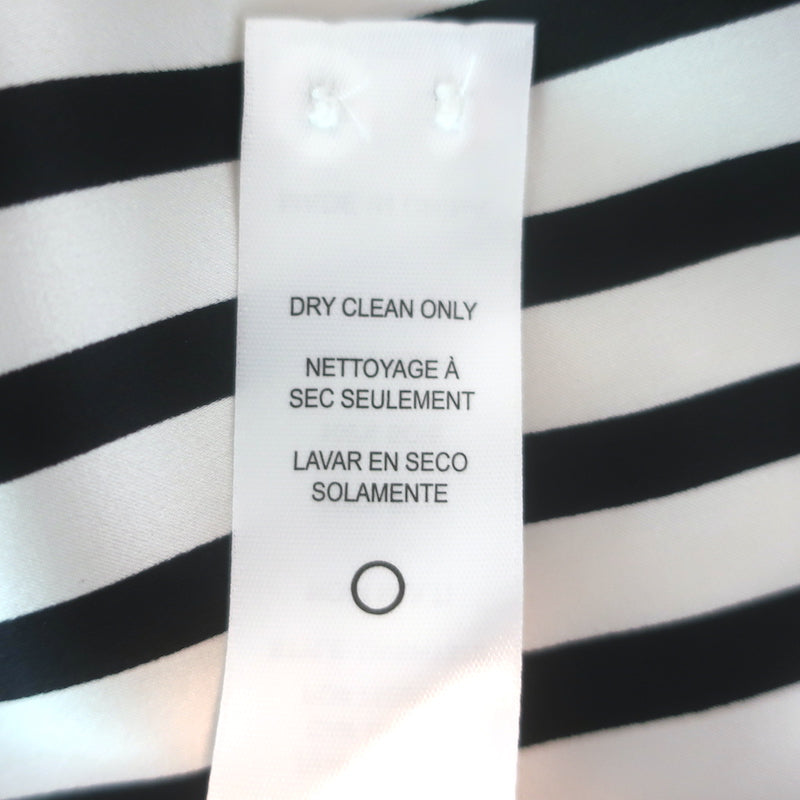 DRY CLEAN ONLY
NETTOYAGE À
SEC SEULEMENT
LAVAR EN SECO
SOLAMENTE